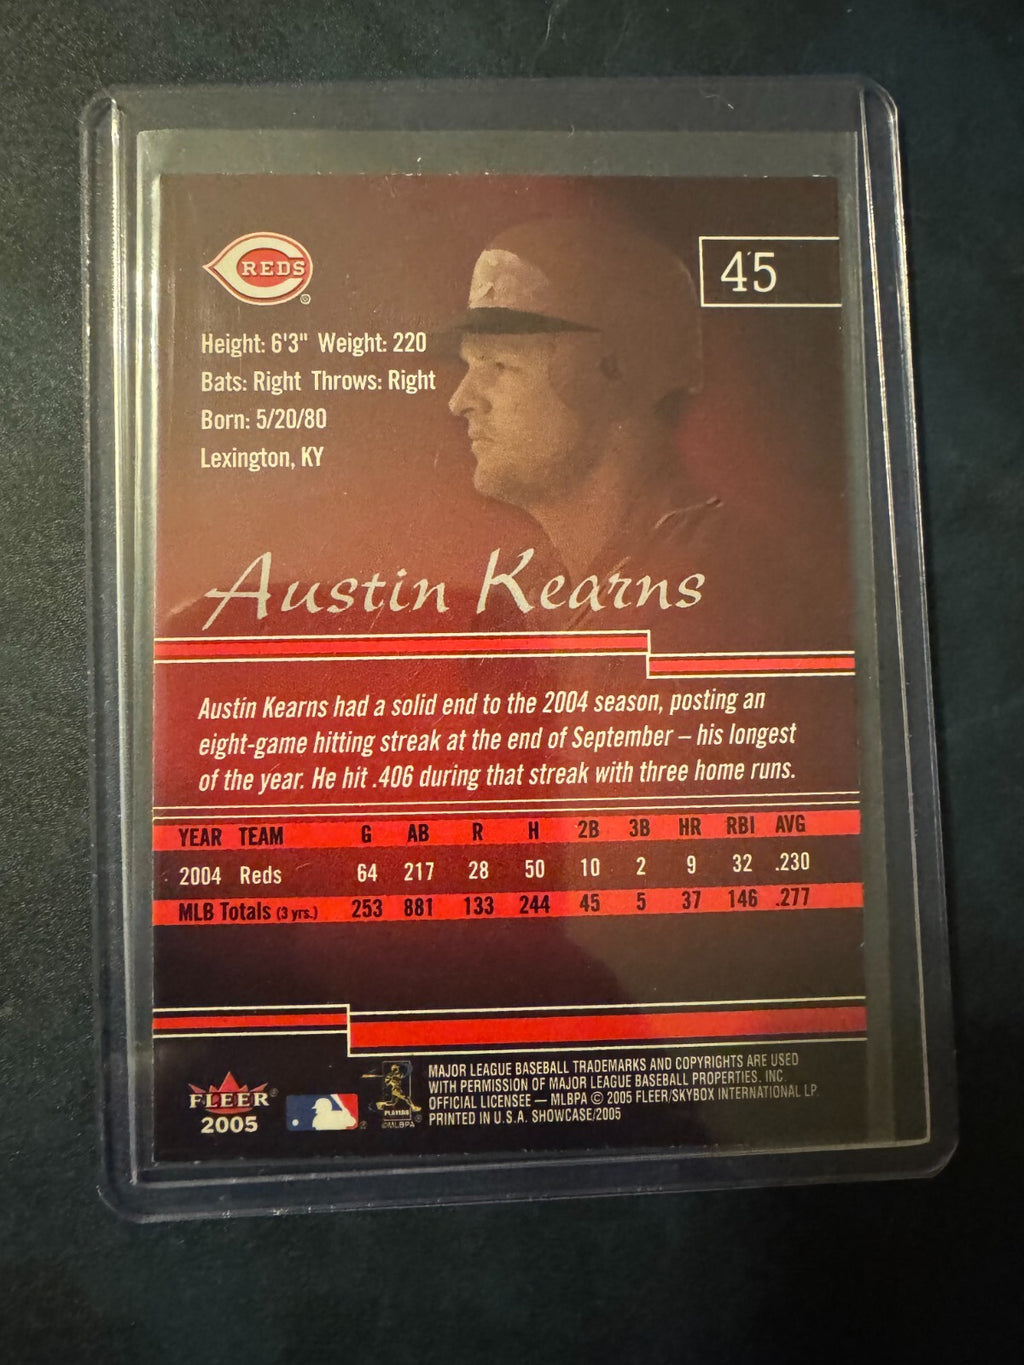 REDS
®
45
Height: 6'3" Weight: 220
Bats: Right Throws: Right
Born: 5/20/80
Lexington, KY
Austin Kearns
Austin Kearns had a solid end to the 2004 season, posting an
eight-game hitting streak at the end of September – his longest
of the year. He hit .406 during that streak with three home runs.
YEAR TEAM G AB R H 2B 3B HR RBI AVG
2004 Reds 64 217 28 50 10 2 9 32 .230
MLB Totals (3 yrs.) 253 881 133 244 45 5 37 146 .277
FLEER®
2005
PLAYERS
©MLBPA
MAJOR LEAGUE BASEBALL TRADEMARKS AND COPYRIGHTS ARE USED
WITH PERMISSION OF MAJOR LEAGUE BASEBALL PROPERTIES, INC.
OFFICIAL LICENSEE — MLBPA © 2005 FLEER/SKYBOX INTERNATIONAL LP.
PRINTED IN U.S.A. SHOWCASE/2005